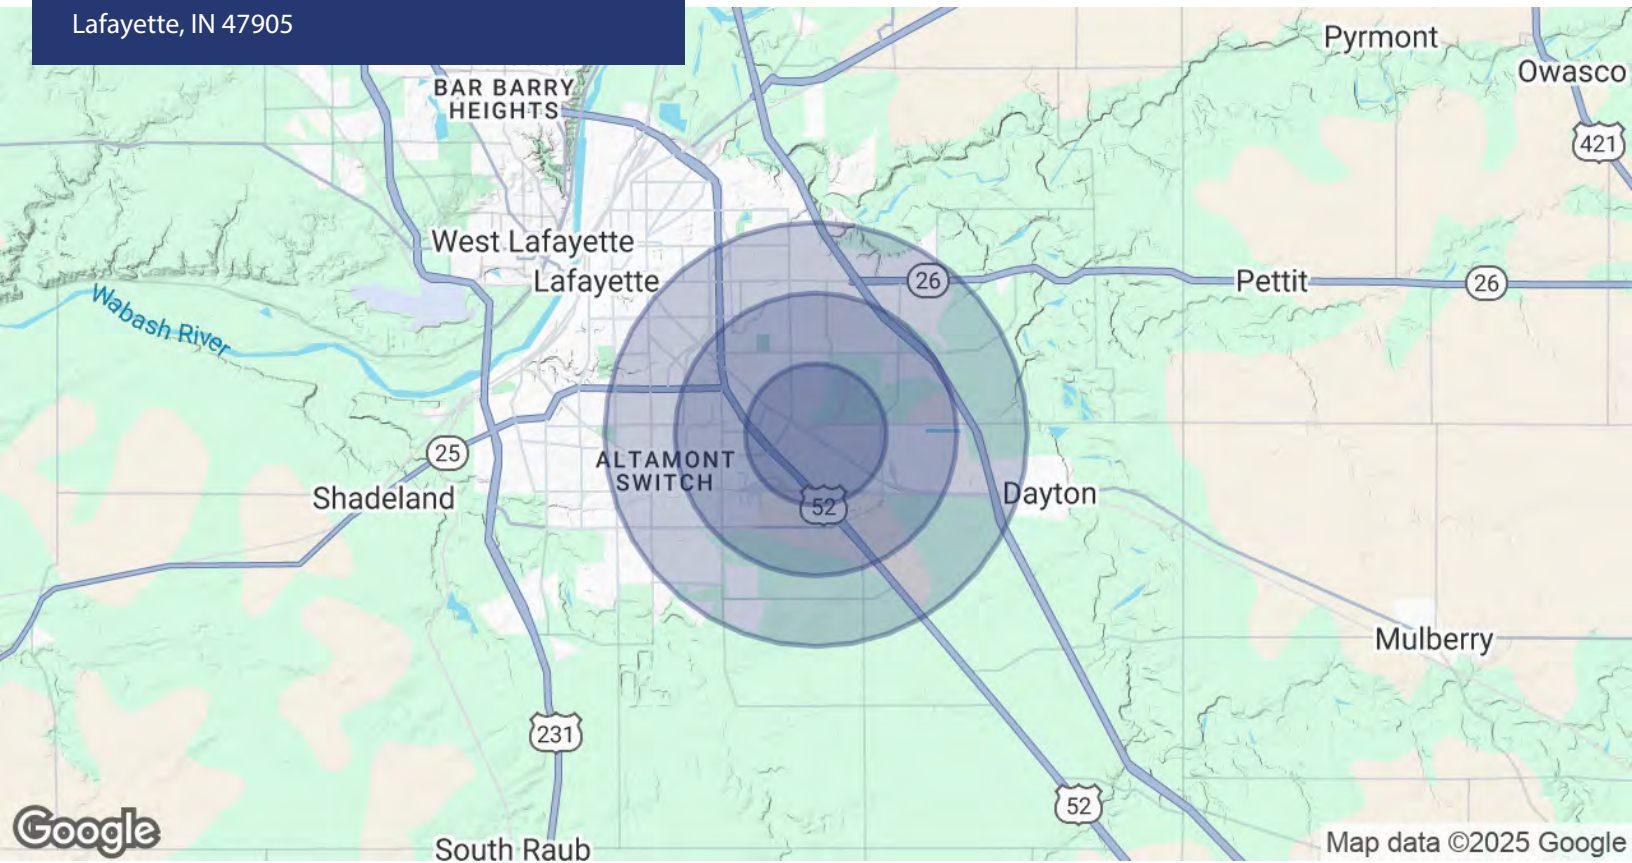 Lafayette, IN 47905
Pyrmont
Owasco
BAR BARRY
HEIGHTS
421
West Lafayette
Lafayette
26
Pettit
26
Wabash River
25
ALTAMONT
SWITCH
Shadeland
52
Dayton
Mulberry
231
52
Google
South Raub
Map data ©2025 Google